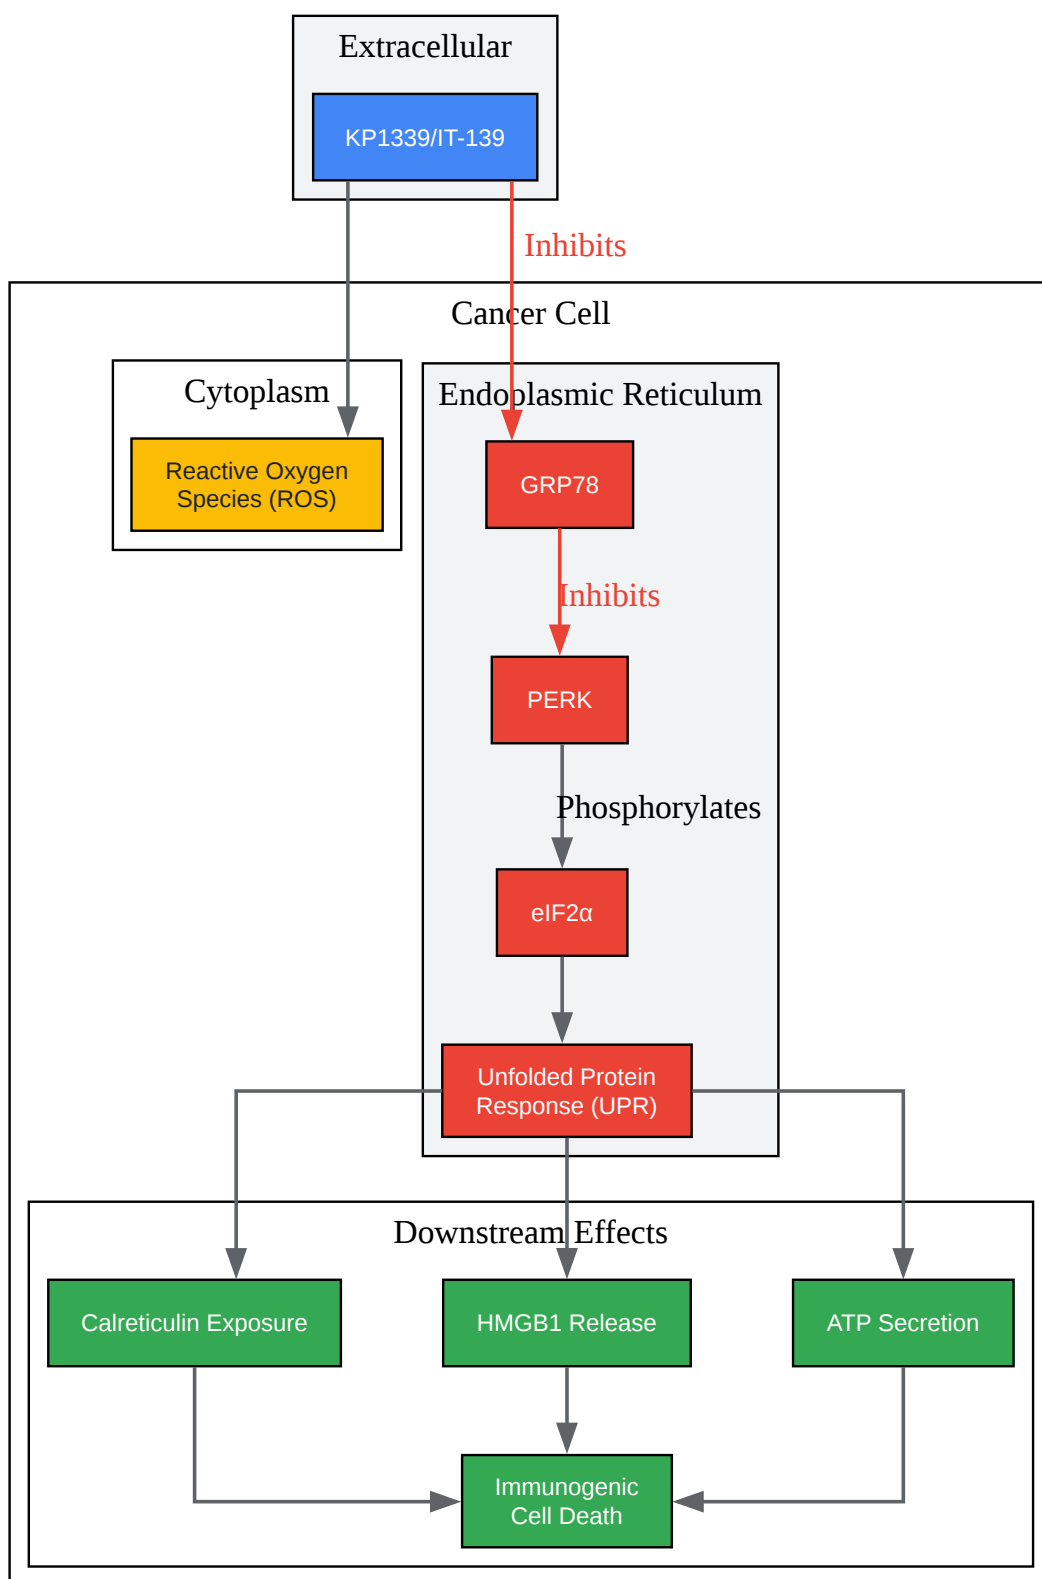 Extracellular
KP1339/IT-139
Inhibits
Cancer Cell
Cytoplasm
Endoplasmic Reticulum
Reactive Oxygen
Species (ROS)
GRP78
Inhibits
PERK
Phosphorylates
eIF2α
Unfolded Protein
Response (UPR)
Downstream Effects
Calreticulin Exposure
HMGB1 Release
ATP Secretion
Immunogenic
Cell Death